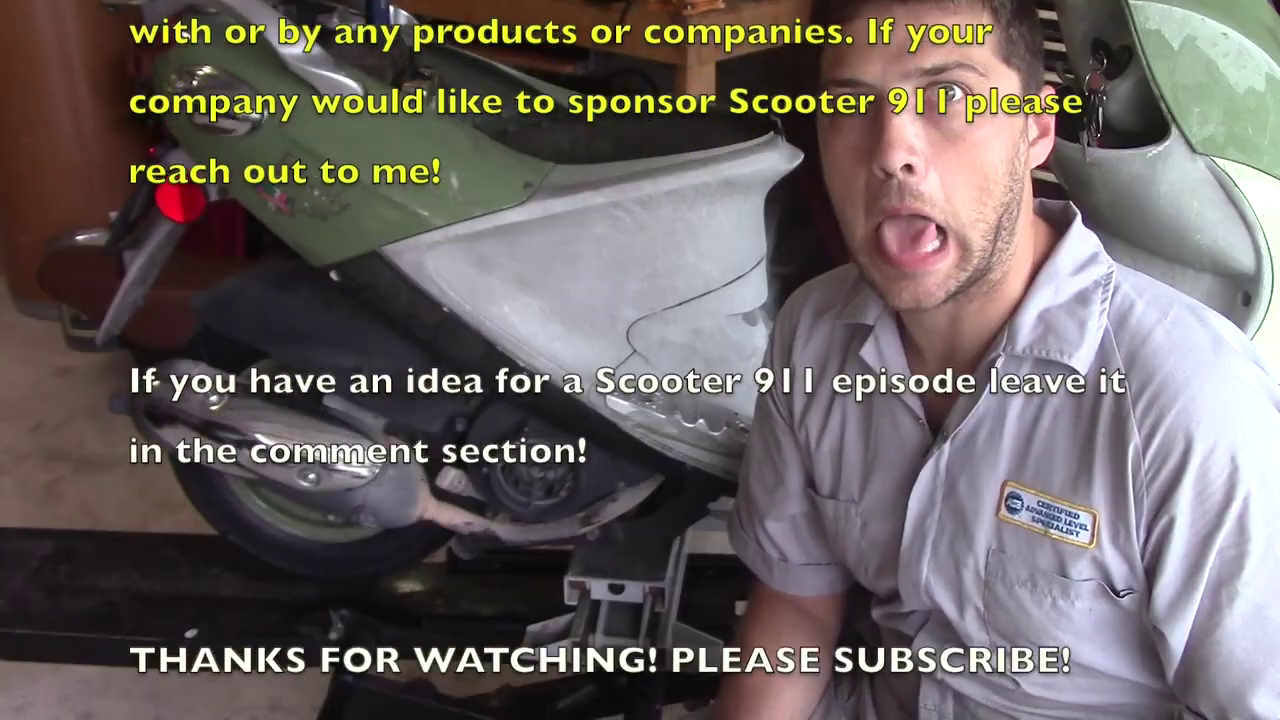 with or by any products or companies. If your
company would like to sponsor Scooter 911 please
reach out to me!
If you have an idea for a Scooter 911 episode leave it
in the comment section!
THANKS FOR WATCHING! PLEASE SUBSCRIBE!
CERTIFIED
ADVANCED LEVEL
SPECIALIST